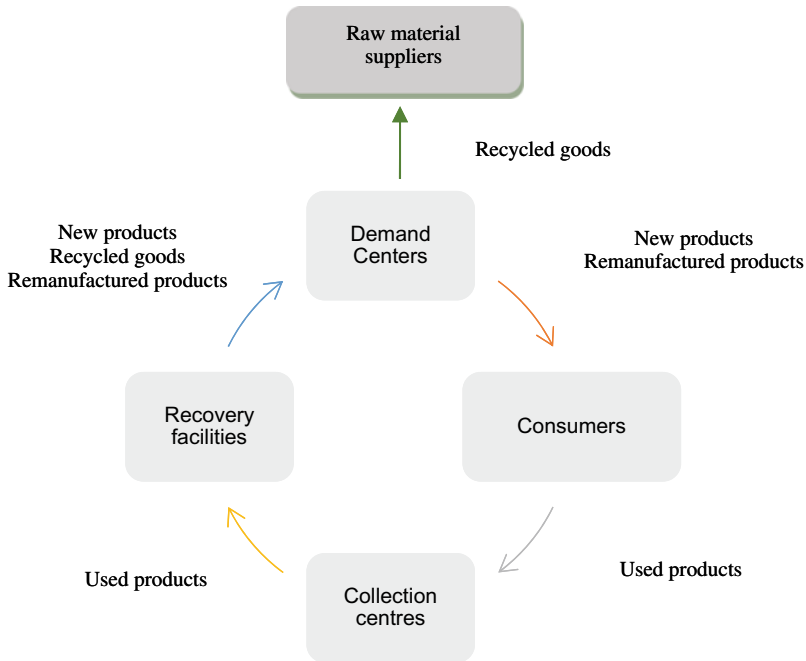 Raw material
suppliers
Recycled goods
Demand
Centers
New products
Recycled goods
Remanufactured products
New products
Remanufactured products
Recovery
facilities
Consumers
Used products
Collection
centres
Used products